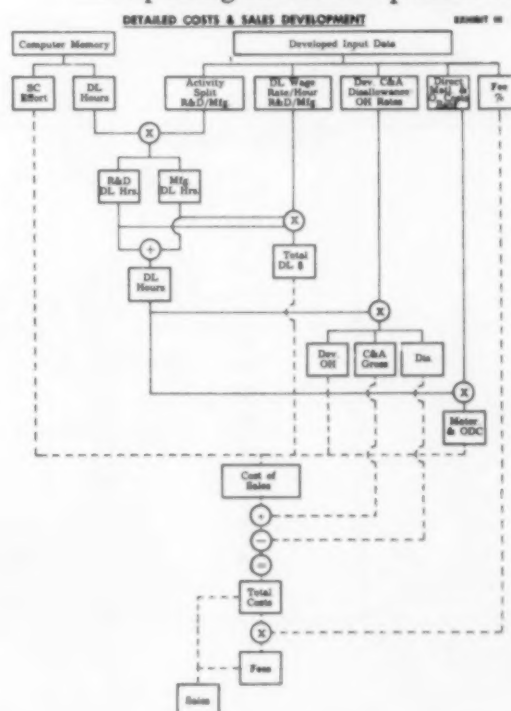 DETAILED COSTS & SALES DEVELOPMENT
EXHIBIT
Computer Memory
Developed Input Data
SC
Effort
DL
Hours
Activity
Split
R&D/Mfg.
DL Wage
Rate/Hour
R&D/Mfg.
Dev. C&A
Disallowance
OH Rates
Direct
Fee
%
X
R&D
DL Hrs.
Mfg.
DL Hrs.
X
+
DL
Hours
Total
DL $
X
Dev.
OH
C&A
Gross
Dis.
X
Mater.
& ODC
Cost of
Sales
+
−
=
Total
Costs
X
Fees
Sales